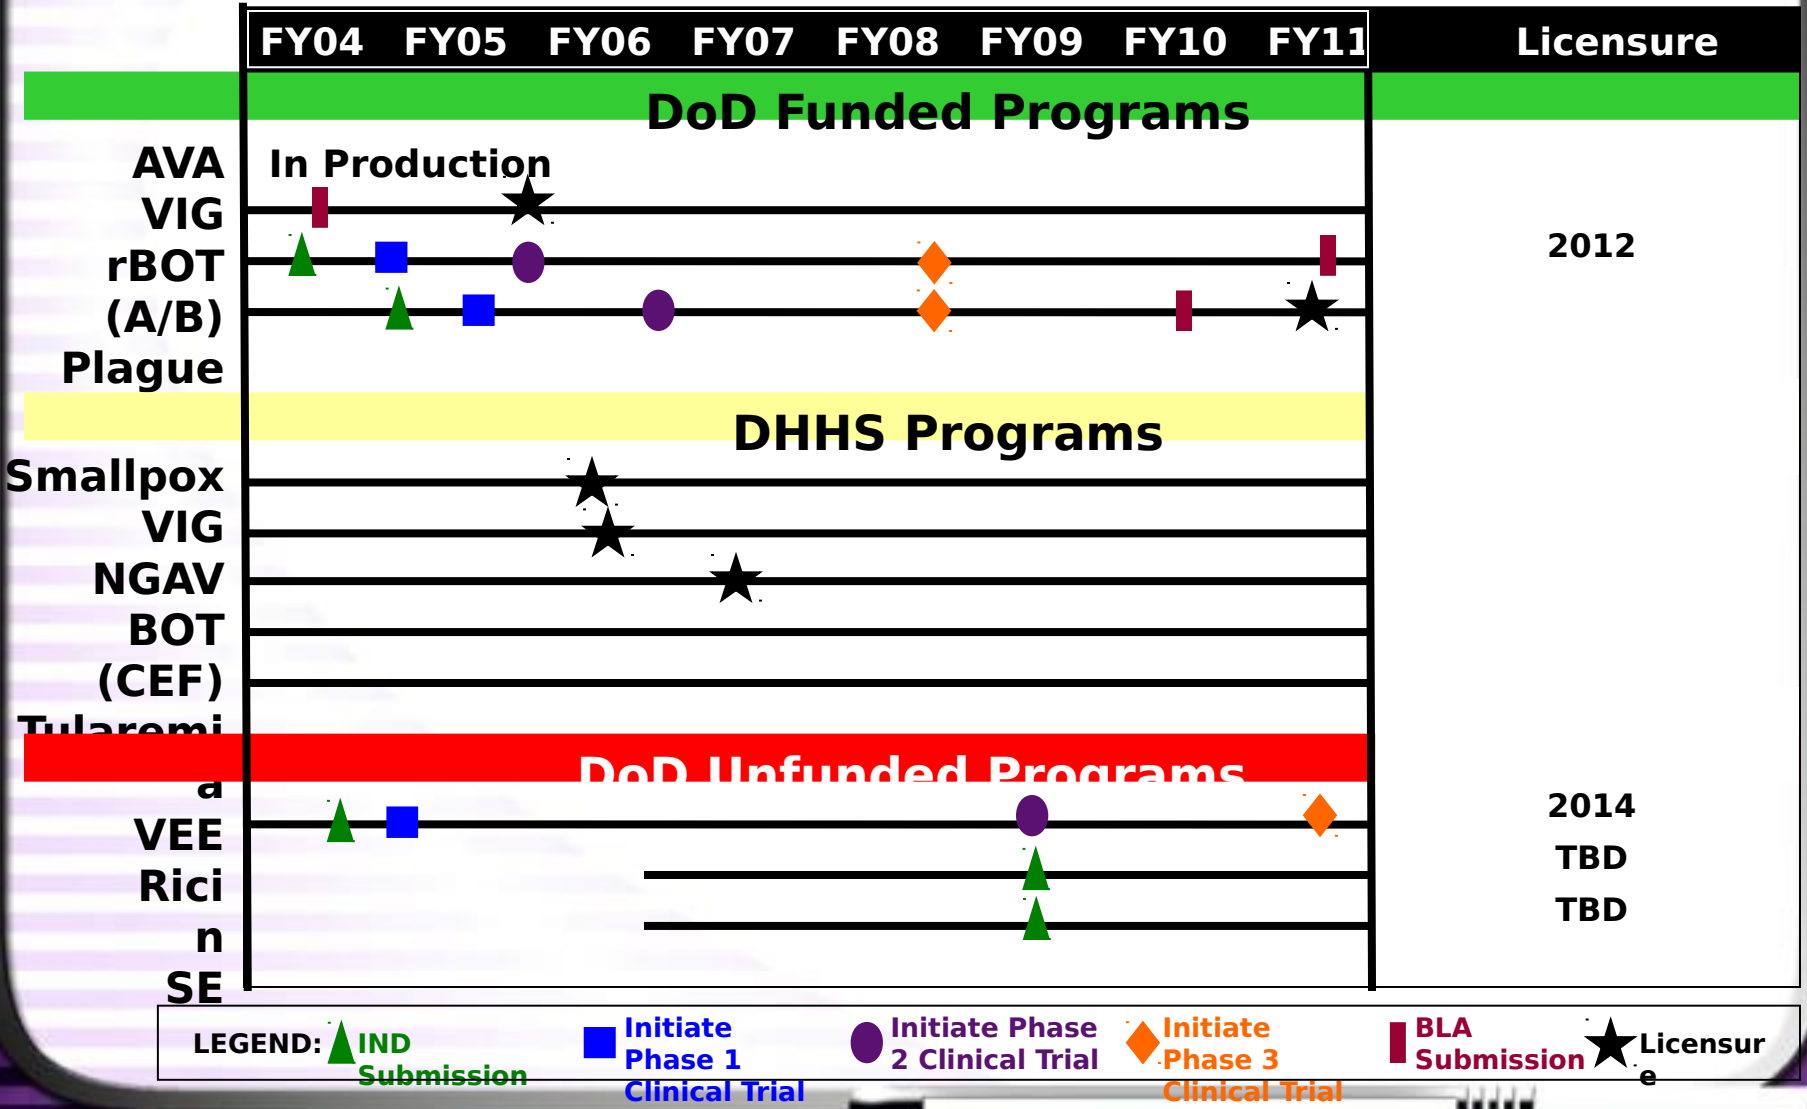 FY04 FY05 FY06 FY07 FY08 FY09 FY10 FY11 Licensure
DoD Funded Programs
AVA In Production
VIG
rBOT 2012
(A/B)
Plague
DHHS Programs
Smallpox
VIG
NGAV
BOT
(CEF)
Tularemi
DoD Unfunded Programs
a
2014
VEE
TBD
Rici
TBD
n
SE
LEGEND:
IND
Submission
Initiate
Phase 1
Clinical Trial
Initiate Phase
2 Clinical Trial
Initiate
Phase 3
Clinical Trial
BLA
Submission
Licensur
e